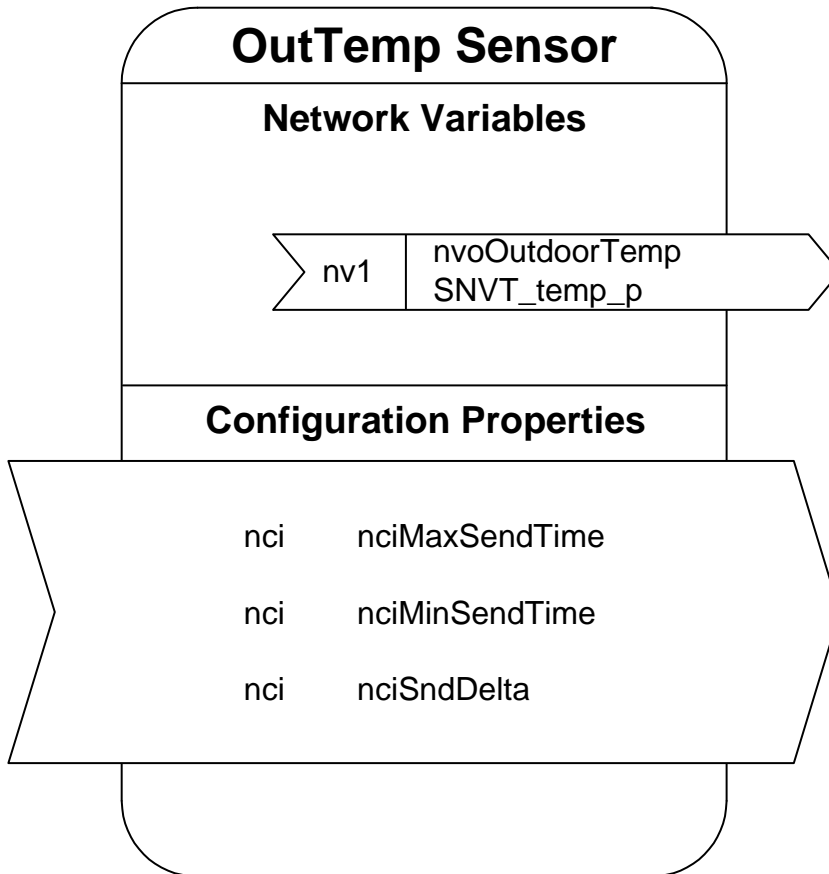 OutTemp Sensor
Network Variables
nv1 nvoOutdoorTemp
SNVT_temp_p
Configuration Properties
nci nciMaxSendTime
nci nciMinSendTime
nci nciSndDelta